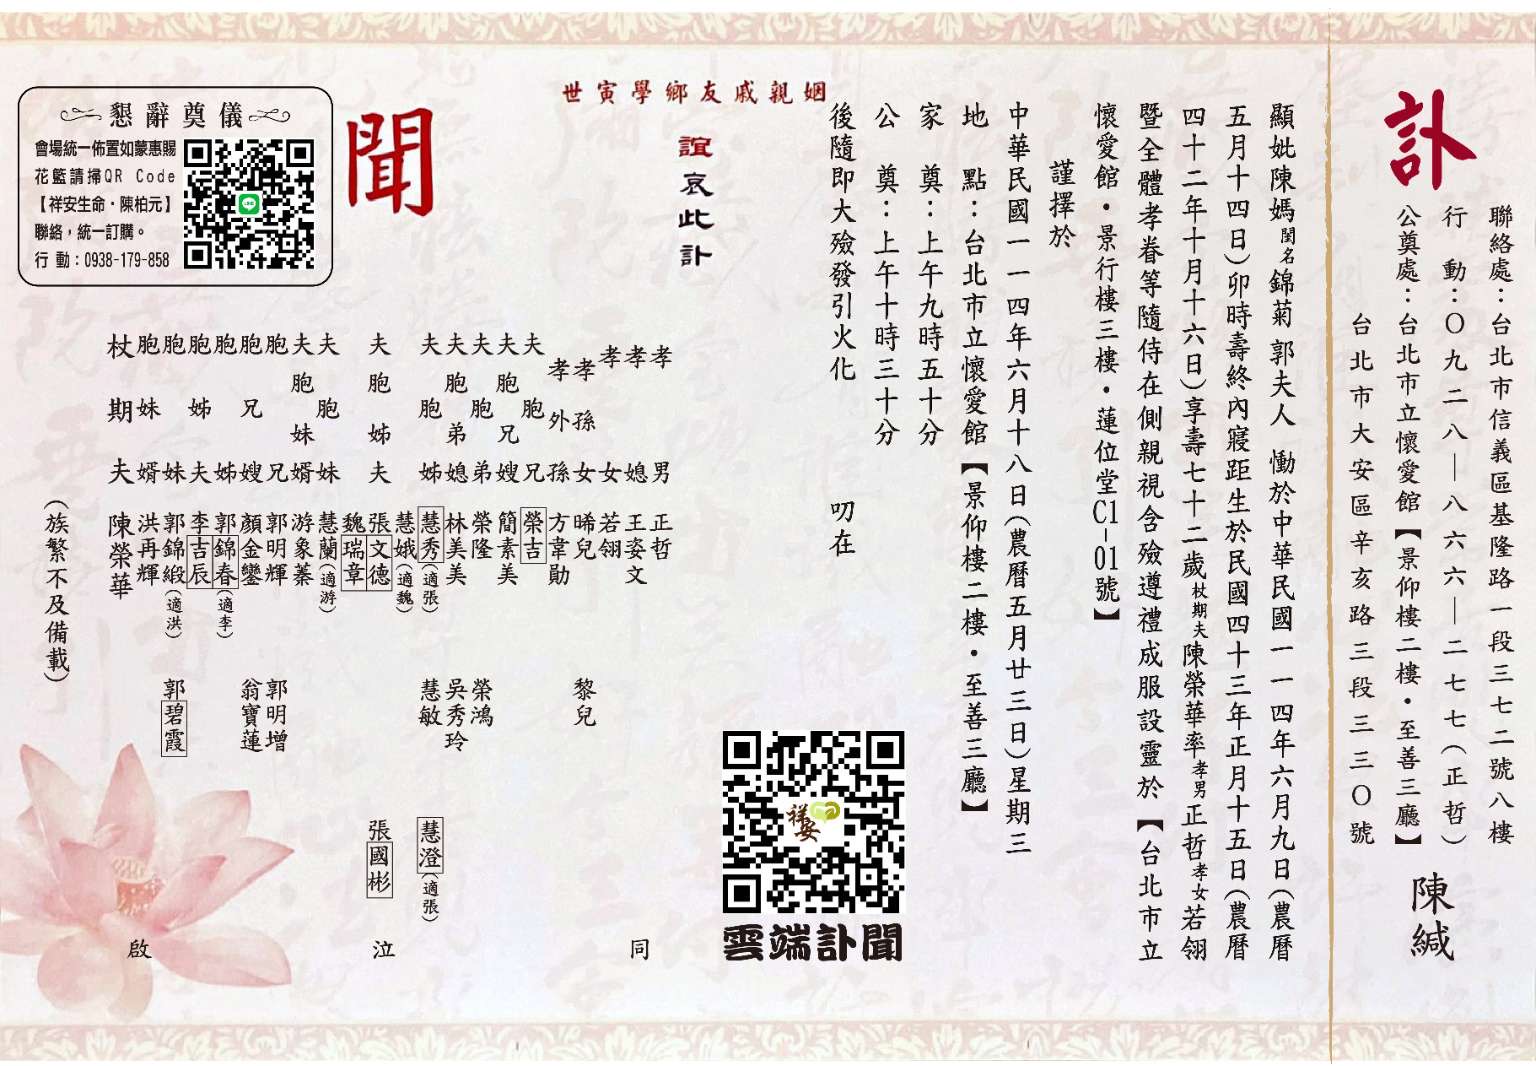 訃
聯絡處：台北市信義區基隆路一段三七二號八樓
行動：〇九二八—八六六—二七七（正哲）
公奠處：台北市立懷愛館【景仰樓二樓・至善三廳】
台北市大安區辛亥路三段三三〇號
陳緘
顯妣陳媽閨名錦菊 郭夫人 慟於中華民國一一四年六月九日（農曆
五月十四日）卯時壽終內寢距生於民國四十三年正月十五日（農曆
四十二年十月十六日）享壽七十二歲杖期夫陳榮華率孝男正哲孝女若翎
暨全體孝眷等隨侍在側親視含殮遵禮成服設靈於【台北市立
懷愛館・景行樓三樓・蓮位堂C1-01號】
謹擇於
中華民國一一四年六月十八日（農曆五月廿三日）星期三
地 點：台北市立懷愛館【景仰樓二樓・至善三廳】
家 奠：上午九時五十分
公 奠：上午十時三十分
後隨即大殮發引火化 叨在
姻親戚友鄉學寅世
誼哀此訃
雲端訃聞
祥安
聞
孝男 正哲
孝媳 王姿文
孝女 若翎
孝孫女 晞兒 黎兒
孝外孫 方韋勛
夫胞兄 榮吉
夫胞兄嫂 簡素美
夫胞弟 榮隆 榮鴻
夫胞弟媳 林美美 吳秀玲
夫胞姊 慧秀（適張） 慧敏 慧澄（適張）
慧娥（適魏）
夫胞姊夫 張文德 張國彬
魏瑞章
夫胞妹 慧蘭（適游）
夫胞妹婿 游象蓁
胞兄 郭明輝 郭明增
胞兄嫂 顏金鑾 翁寶蓮
胞姊 郭錦春（適李）
胞姊夫 李吉辰
胞妹 郭錦緞（適洪） 郭碧霞
胞妹婿 洪再輝
杖期夫 陳榮華
同泣啟
（族繁不及備載）
懇辭奠儀
會場統一佈置如蒙惠賜
花籃請掃QR Code
【祥安生命・陳柏元】
聯絡，統一訂購。
行動：0938-179-858